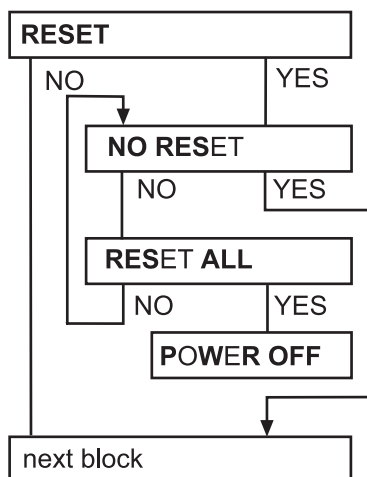 RESET
NO YES
NO RESET
NO YES
RESET ALL
NO YES
POWER OFF
next block